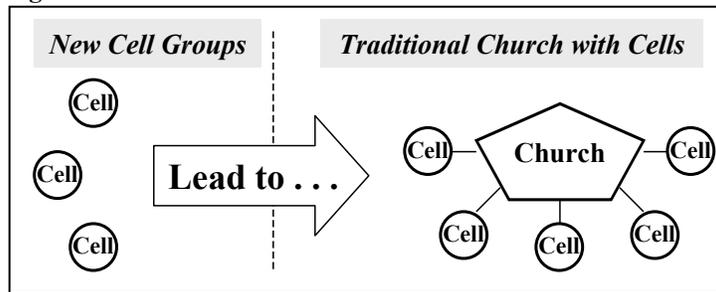 New Cell Groups
Traditional Church with Cells
Cell
Cell
Cell
Lead to . . .
Church
Cell
Cell
Cell
Cell
Cell